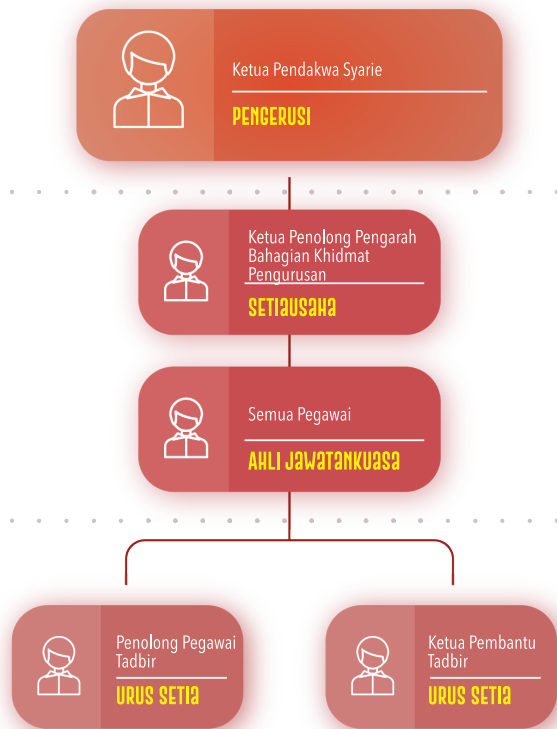 Ketua Pendakwa Syarie
PENGERUSI
Ketua Penolong Pengarah
Bahagian Khidmat
Pengurusan
SETIAUSAHA
Semua Pegawai
AHLI JAWATANKUASA
Penolong Pegawai
Tadbir
URUS SETIA
Ketua Pembantu
Tadbir
URUS SETIA